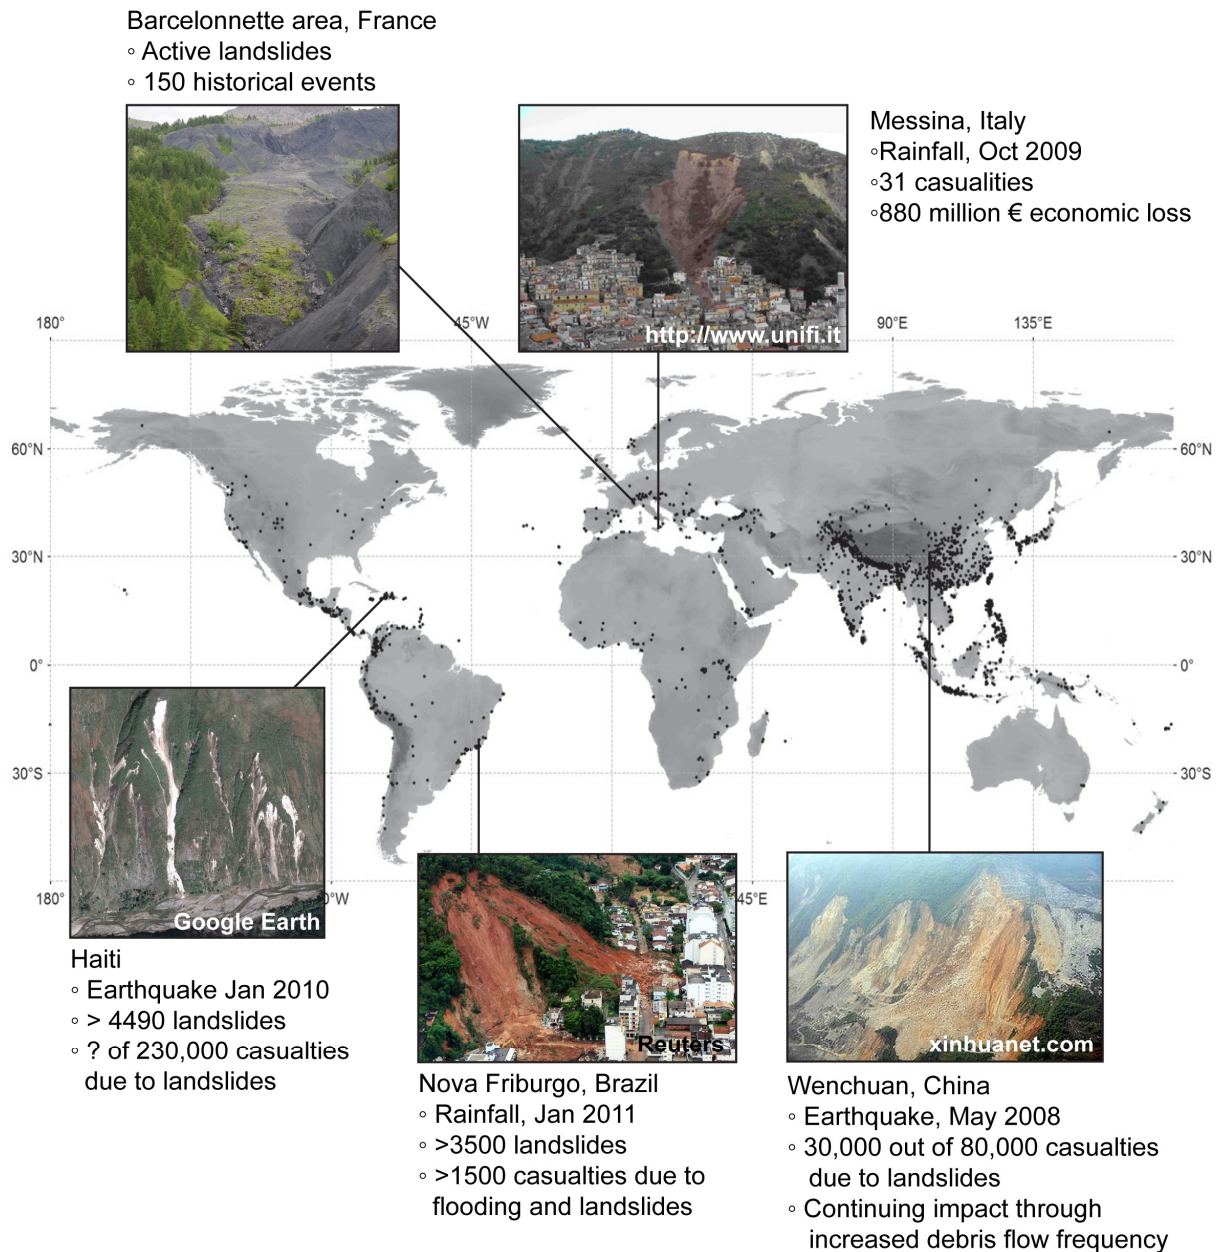 Barcelonnette area, France
◦ Active landslides
◦ 150 historical events
Messina, Italy
◦Rainfall, Oct 2009
◦31 casualities
◦880 million € economic loss
http://www.unifi.it
180°
45°W
90°E
135°E
60°N
60°N
30°N
30°N
0°
0°
30°S
30°S
180°
0°W
45°E
Google Earth
Haiti
◦ Earthquake Jan 2010
◦ > 4490 landslides
◦ ? of 230,000 casualties
due to landslides
Reuters
Nova Friburgo, Brazil
◦ Rainfall, Jan 2011
◦ >3500 landslides
◦ >1500 casualties due to
flooding and landslides
xinhuanet.com
Wenchuan, China
◦ Earthquake, May 2008
◦ 30,000 out of 80,000 casualties
due to landslides
◦ Continuing impact through
increased debris flow frequency